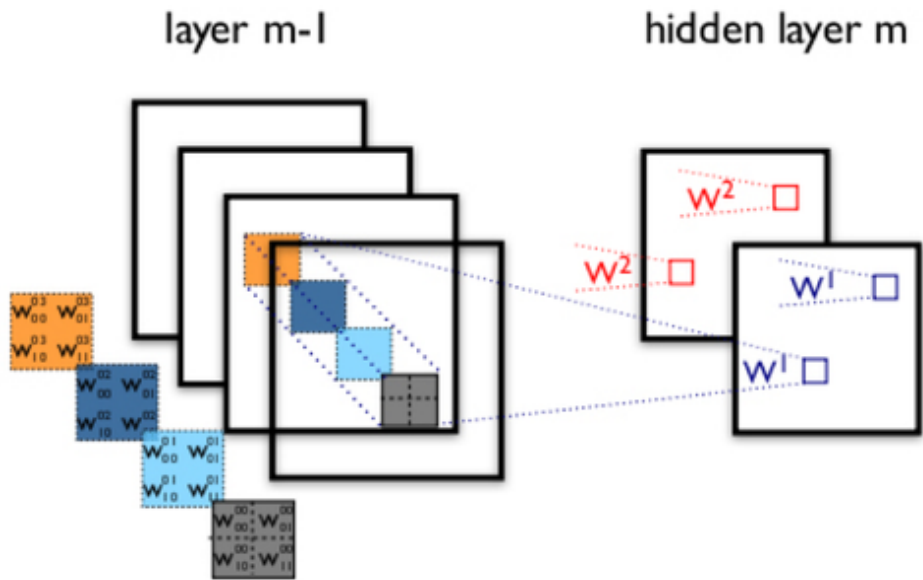 layer m-1 hidden layer m
W²
W²
W¹
W¹
W⁰³₀₀ W⁰³₀₁
W⁰³₁₀ W⁰³₁₁
W⁰²₀₀ W⁰²₀₁
W⁰²₁₀ W⁰²₁₁
W⁰¹₀₀ W⁰¹₀₁
W⁰¹₁₀ W⁰¹₁₁
W⁰⁰₀₀ W⁰⁰₀₁
W⁰⁰₁₀ W⁰⁰₁₁